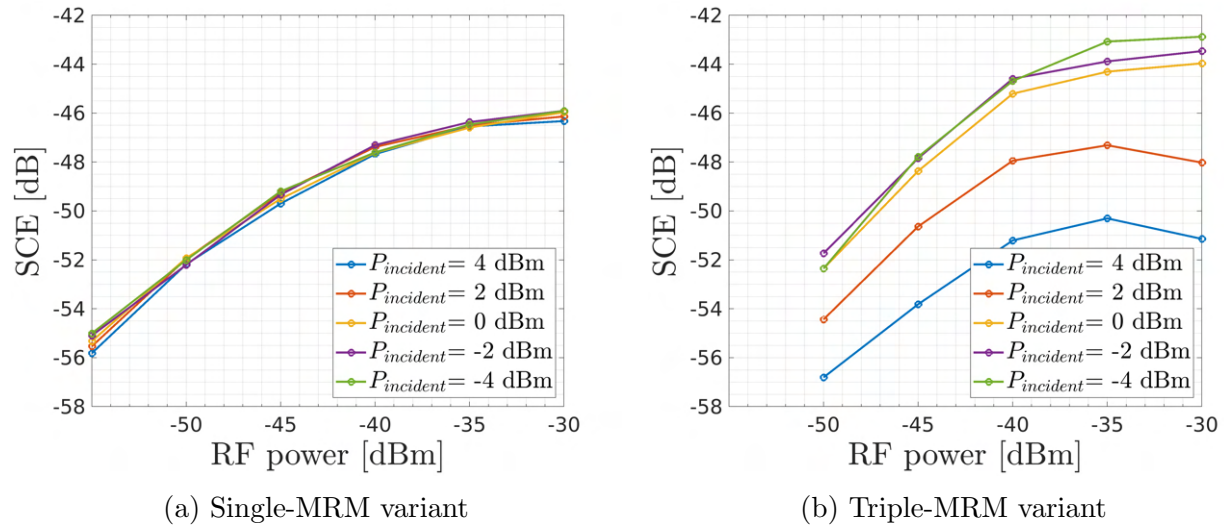 -42
-44
-46
-48
-50
-52
-54
-56
-58
SCE [dB]
-50 -45 -40 -35 -30
RF power [dBm]
P_incident= 4 dBm
P_incident= 2 dBm
P_incident= 0 dBm
P_incident= -2 dBm
P_incident= -4 dBm
(a) Single-MRM variant
-42
-44
-46
-48
-50
-52
-54
-56
-58
SCE [dB]
-50 -45 -40 -35 -30
RF power [dBm]
P_incident= 4 dBm
P_incident= 2 dBm
P_incident= 0 dBm
P_incident= -2 dBm
P_incident= -4 dBm
(b) Triple-MRM variant